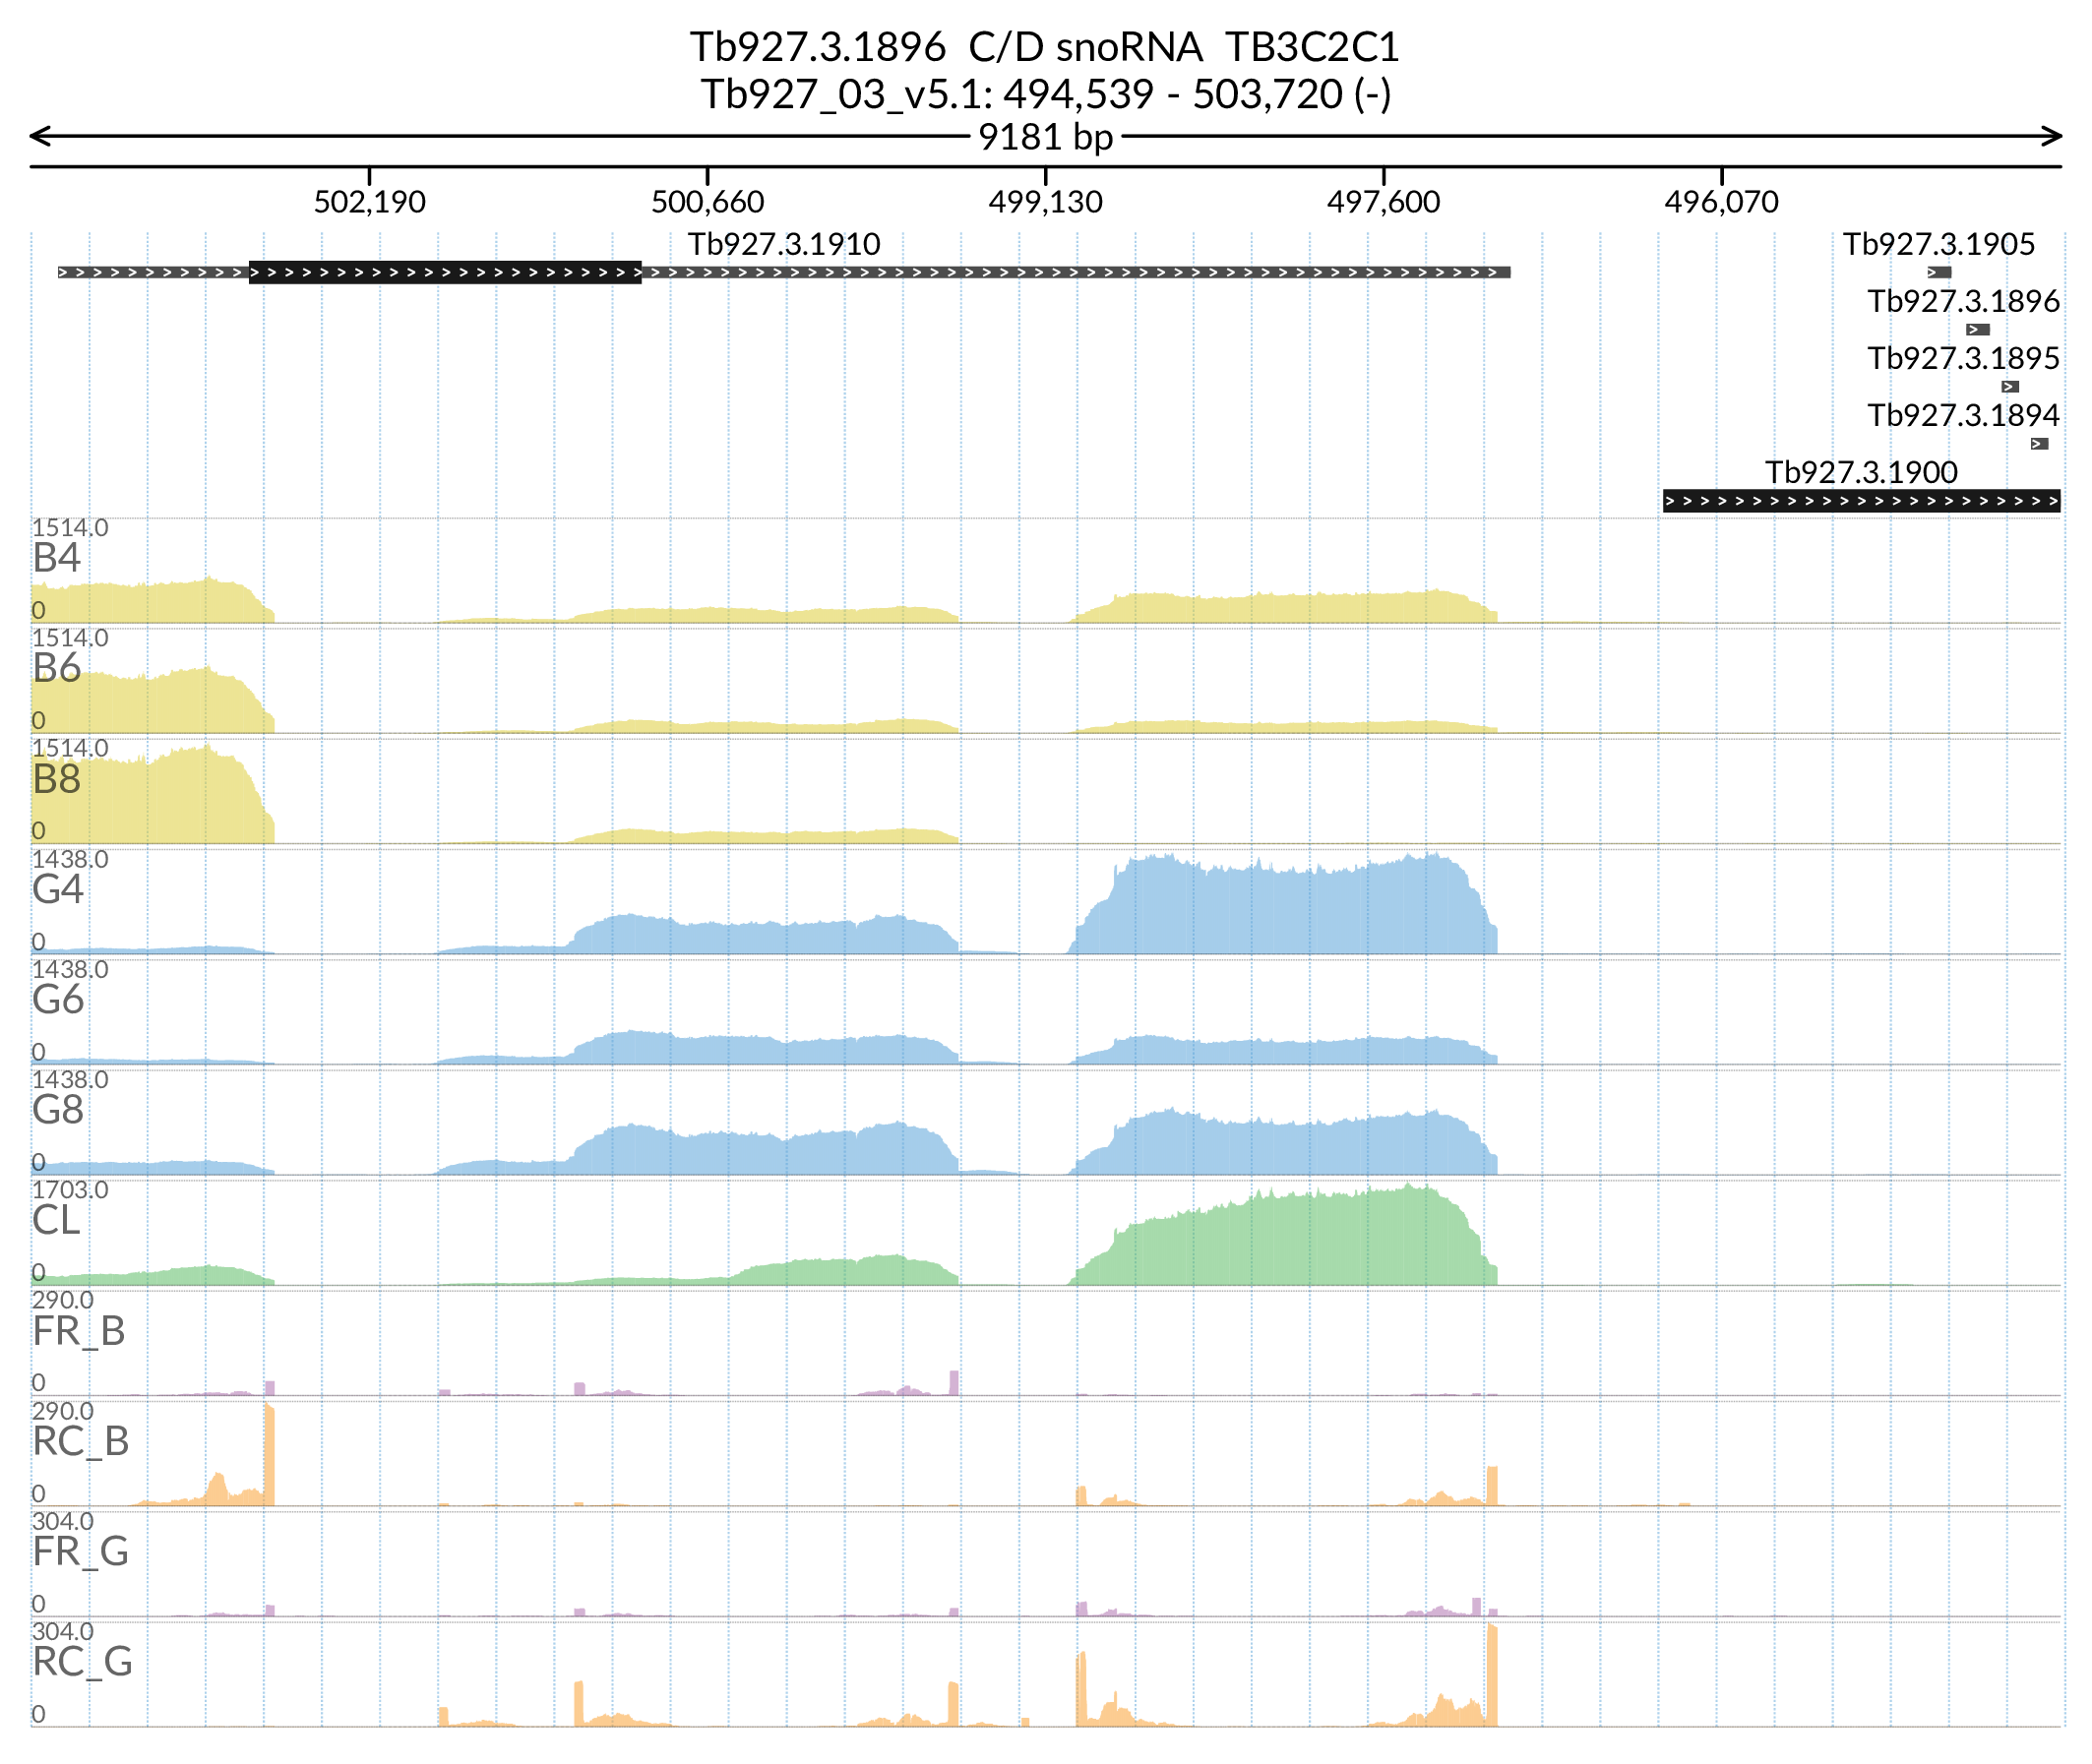 Tb927.3.1896  C/D snoRNA  TB3C2C1
Tb927_03_v5.1: 494,539 - 503,720 (-)
9181 bp
502,190 500,660 499,130 497,600 496,070
Tb927.3.1910 Tb927.3.1905
Tb927.3.1896
Tb927.3.1895
Tb927.3.1894
Tb927.3.1900
1514.0
B4
0
1514.0
B6
0
1514.0
B8
0
1438.0
G4
0
1438.0
G6
0
1438.0
G8
0
1703.0
CL
0
290.0
FR_B
0
290.0
RC_B
0
304.0
FR_G
0
304.0
RC_G
0